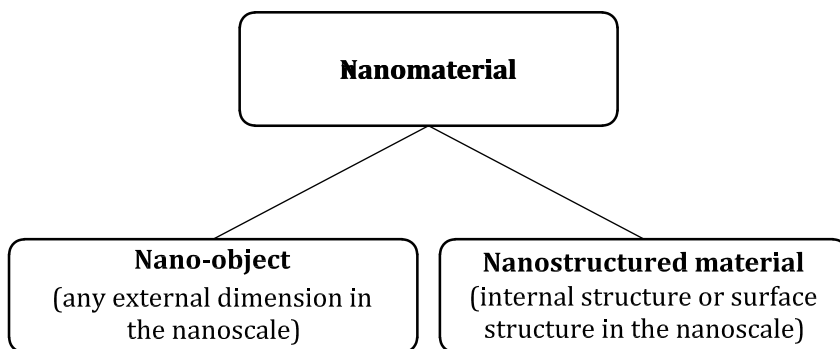 Nanomaterial
Nano-object
(any external dimension in
the nanoscale)
Nanostructured material
(internal structure or surface
structure in the nanoscale)